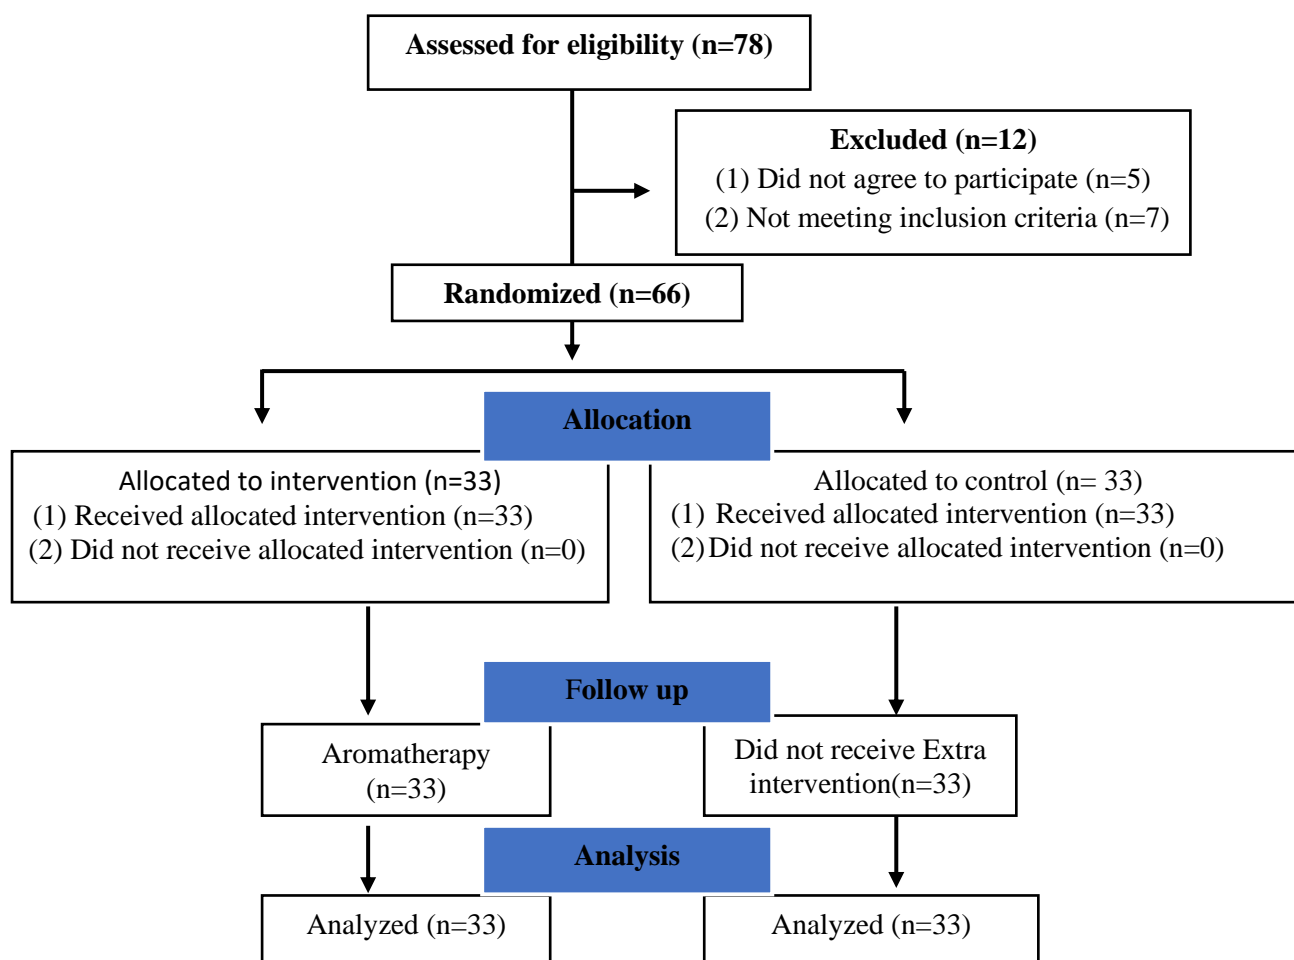 Assessed for eligibility (n=78)
Excluded (n=12)
(1) Did not agree to participate (n=5)
(2) Not meeting inclusion criteria (n=7)
Randomized (n=66)
Allocation
Allocated to intervention (n=33)
(1) Received allocated intervention (n=33)
(2) Did not receive allocated intervention (n=0)
Allocated to control (n= 33)
(1) Received allocated intervention (n=33)
(2) Did not receive allocated intervention (n=0)
Follow up
Aromatherapy
(n=33)
Did not receive Extra
intervention(n=33)
Analysis
Analyzed (n=33)
Analyzed (n=33)